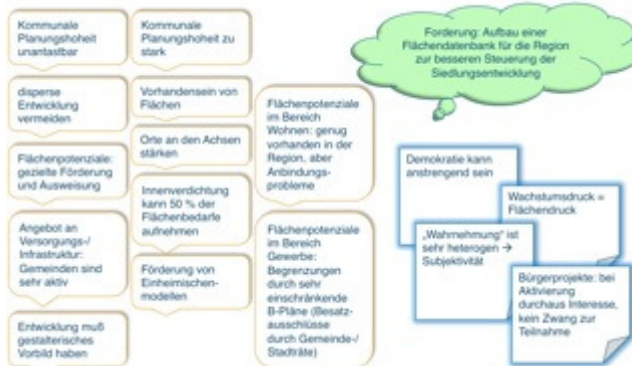 Kommunale
Planungshoheit
unantastbar
disperse
Entwicklung
vermeiden
Flächenpotenziale:
gezielte Förderung
und Ausweisung
Angebot an
Versorgungs-/
Infrastruktur:
Gemeinden sind
sehr aktiv
Entwicklung muß
gestalterisches
Vorbild haben
Kommunale
Planungshoheit zu
stark
Vorhandensein von
Flächen
Orte an den Achsen
stärken
Innenverdichtung
kann 50 % der
Flächenbedarfe
aufnehmen
Förderung von
Einheimischen-
modellen
Flächenpotenziale
im Bereich
Wohnen: genug
vorhanden in der
Region, aber
Anbindungs-
probleme
Flächenpotenziale
im Bereich
Gewerbe:
Begrenzungen
durch sehr
einschränkende
B-Pläne (Besatz-
ausschlüsse
durch Gemeinde-/
Stadträte)
Forderung: Aufbau einer
Flächendatenbank für die Region
zur besseren Steuerung der
Siedlungsentwicklung
Demokratie kann
anstrengend sein
Wachstumsdruck =
Flächendruck
„Wahrnehmung" ist
sehr heterogen →
Subjektivität
Bürgerprojekte: bei
Aktivierung
durchaus Interesse,
kein Zwang zur
Teilnahme